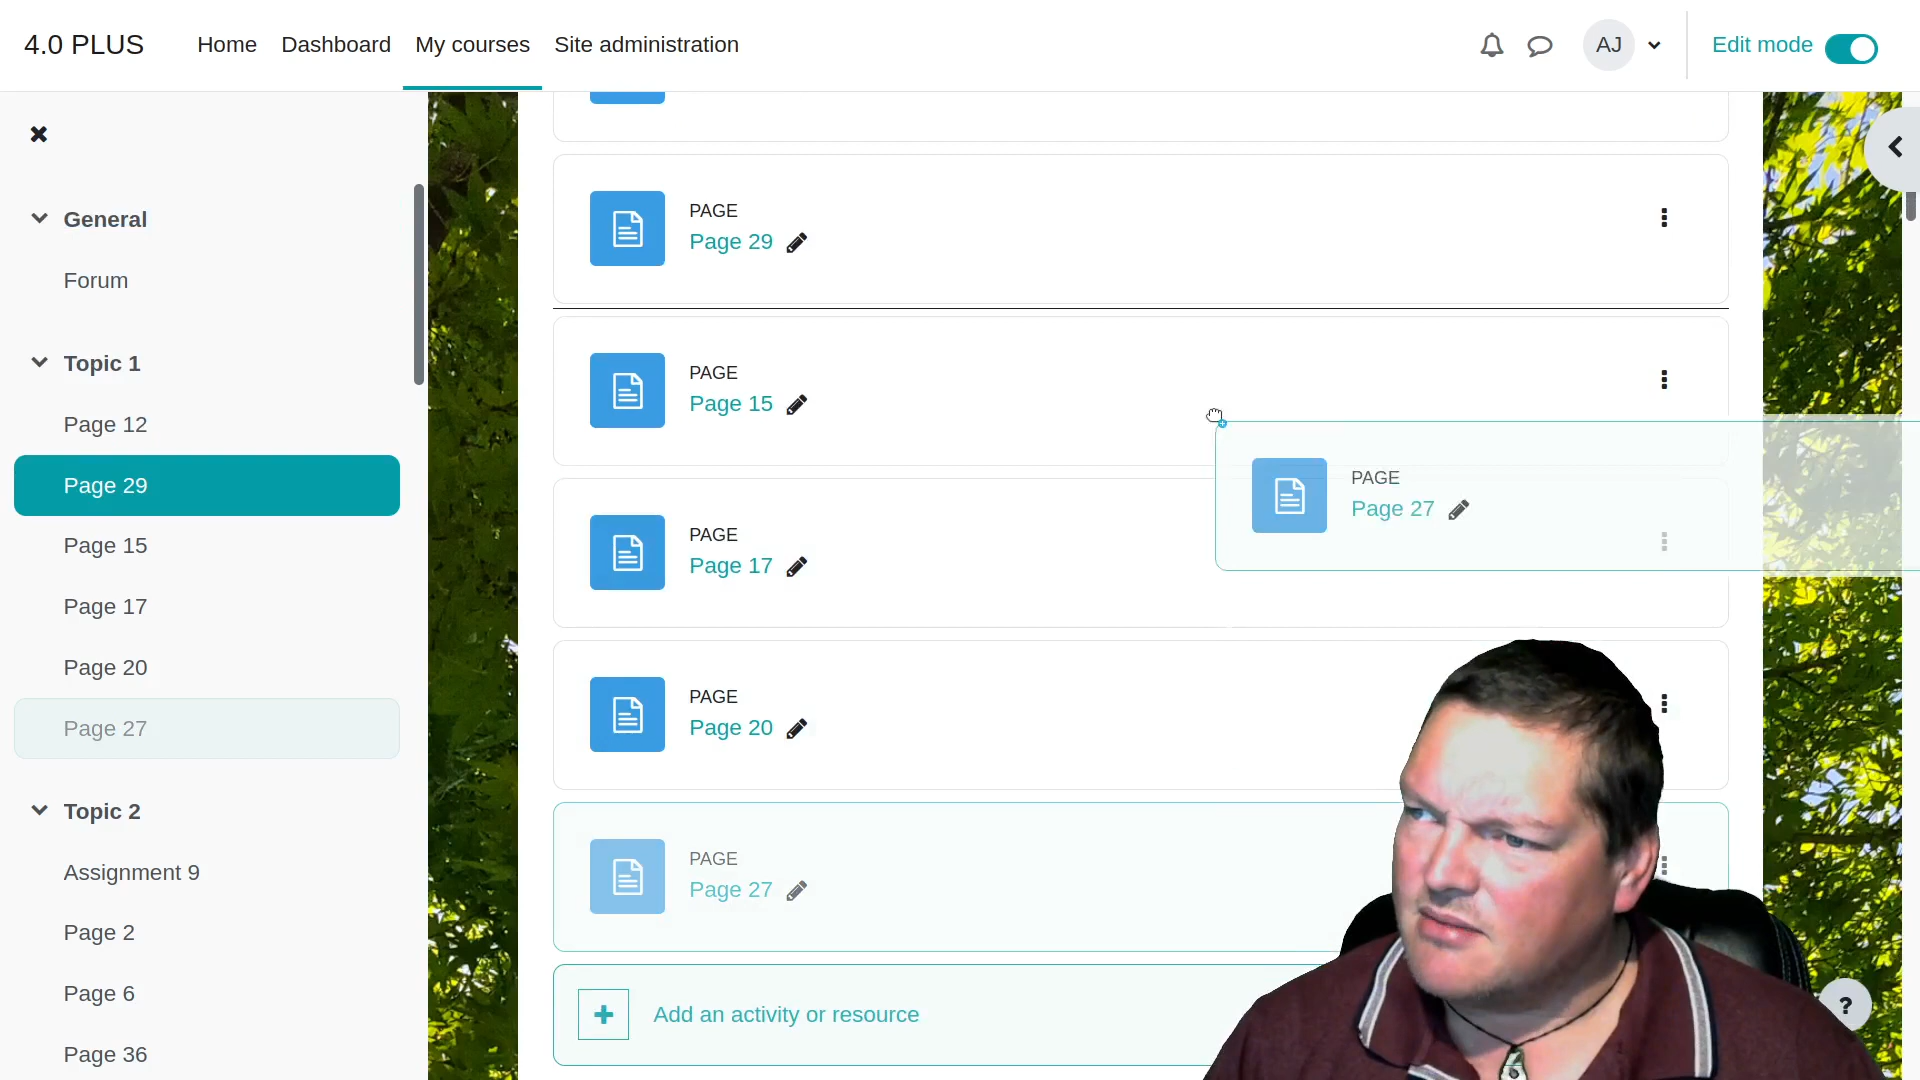 4.0 PLUS
Home
Dashboard
My courses
Site administration
AJ
Edit mode
General
Forum
Topic 1
Page 12
Page 29
Page 15
Page 17
Page 20
Page 27
Topic 2
Assignment 9
Page 2
Page 6
Page 36
PAGE
Page 29
PAGE
Page 15
PAGE
Page 27
PAGE
Page 17
PAGE
Page 20
PAGE
Page 27
Add an activity or resource
?